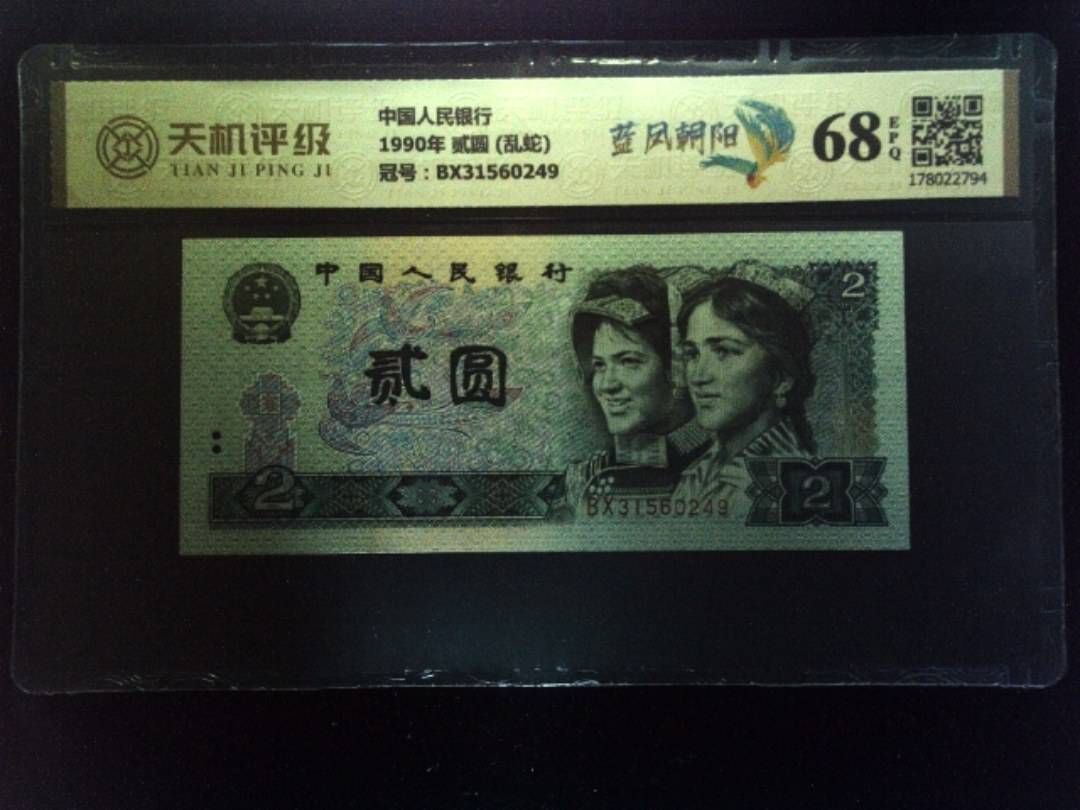 天机评级
TIAN JI PING JI
中国人民银行
1990年 贰圆 (乱蛇)
冠号：BX31560249
蓝凤朝阳
68
EPQ
178022794
中国人民银行
2
贰圆
2
BX31560249
2